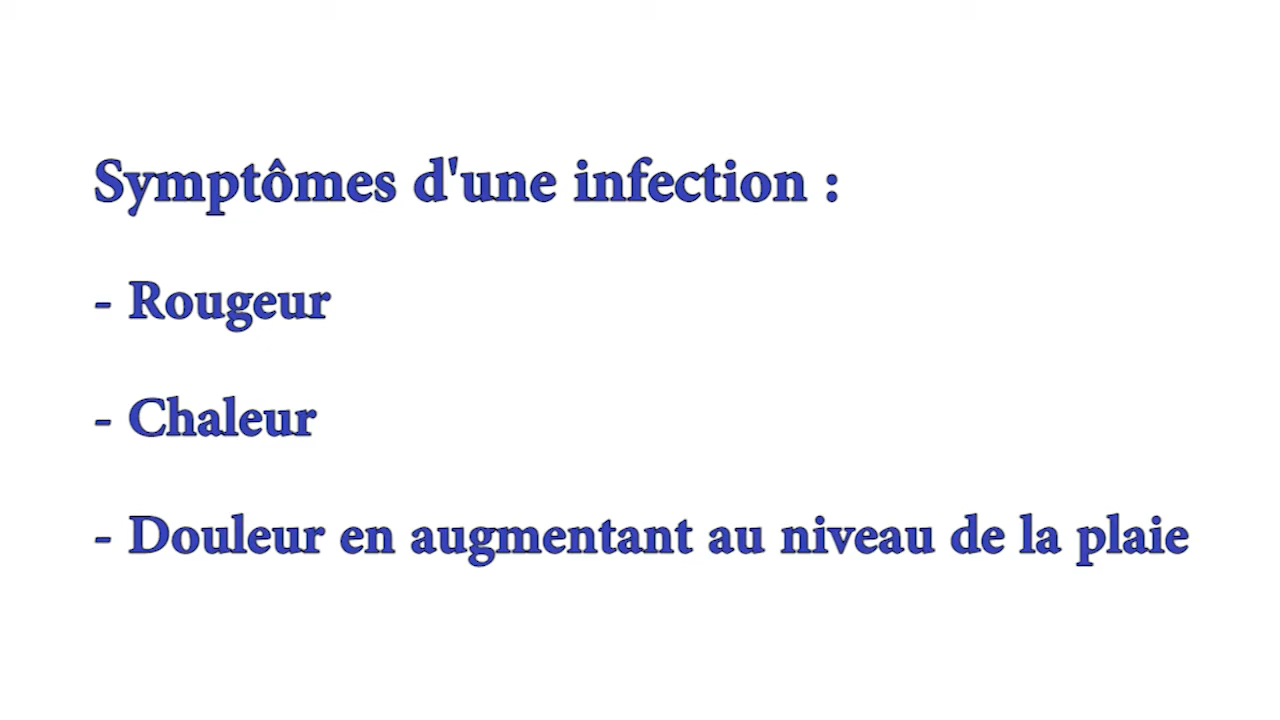 Symptômes d'une infection :
- Rougeur
- Chaleur
- Douleur en augmentant au niveau de la plaie